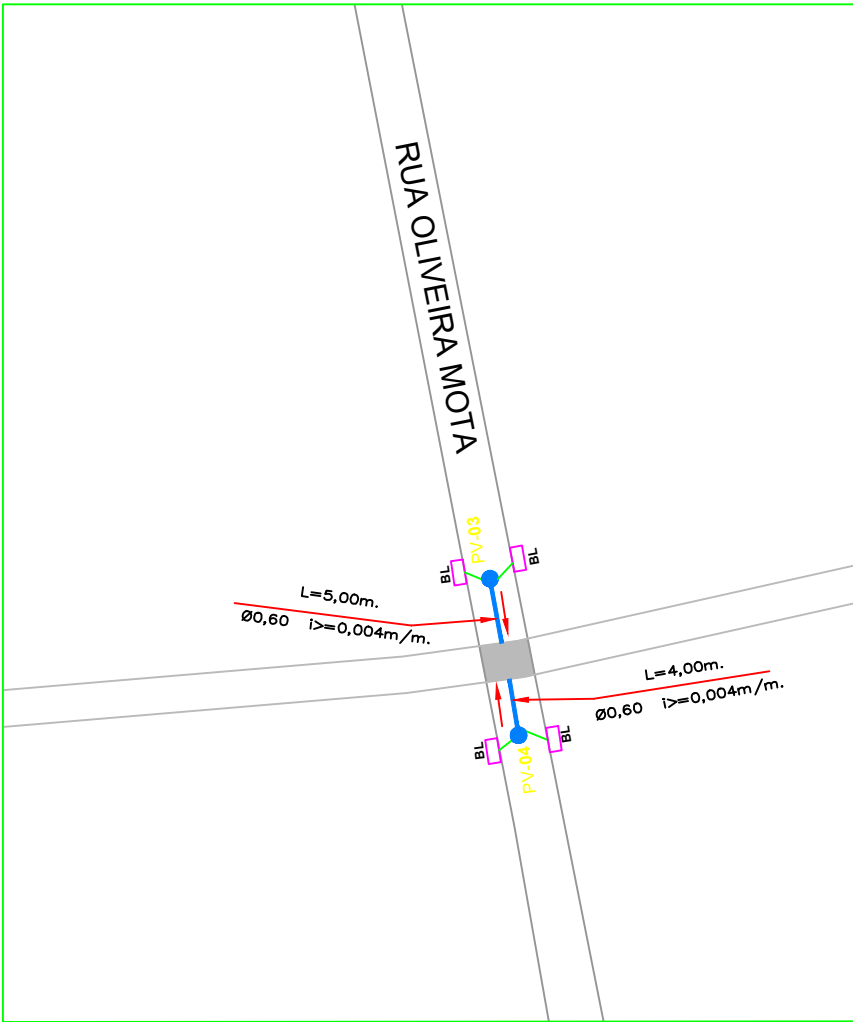 RUA OLIVEIRA MOTA
PV-03
BL
BL
L=5,00m.
Ø0,60 i>=0,004m/m.
L=4,00m.
Ø0,60 i>=0,004m/m.
BL
BL
PV-04